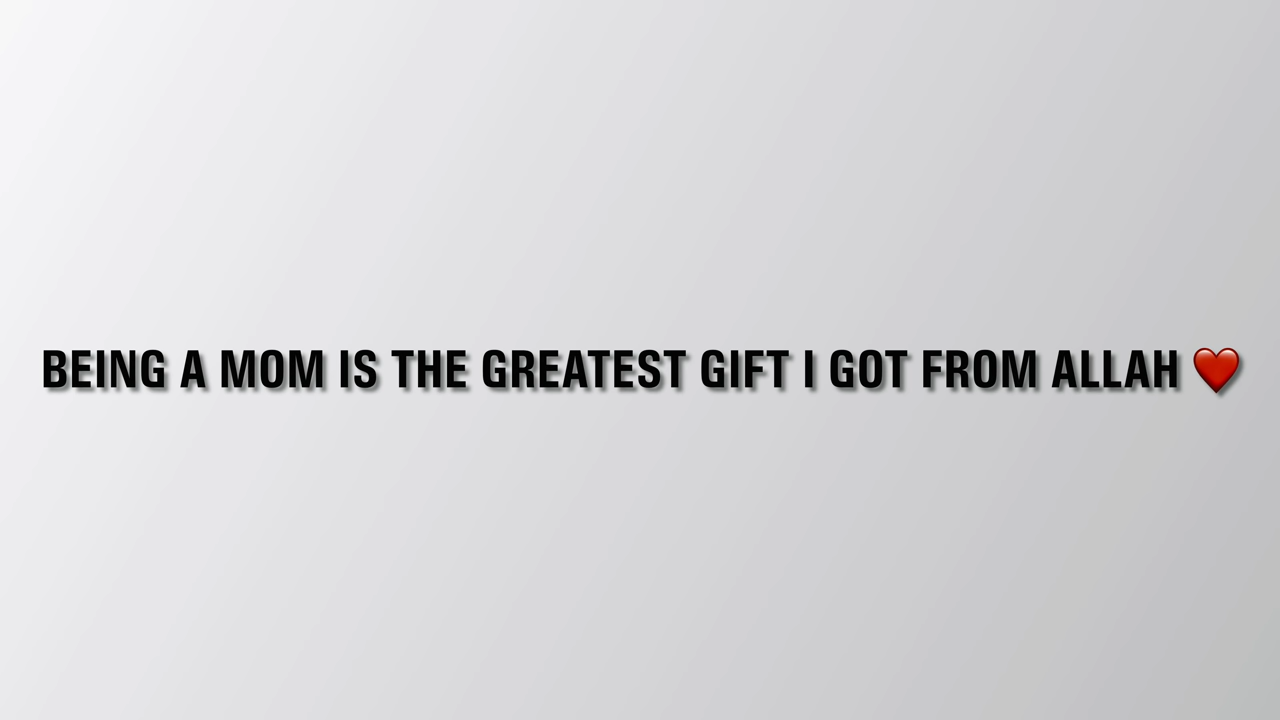 BEING A MOM IS THE GREATEST GIFT I GOT FROM ALLAH ❤️